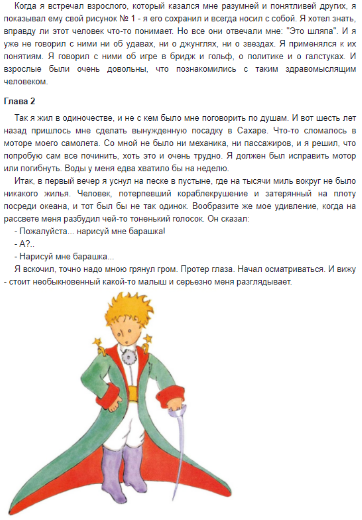 Когда я встречал взрослого, который казался мне разумней и понятливей других, я
показывал ему свой рисунок № 1 - я его сохранил и всегда носил с собой. Я хотел знать,
вправду ли этот человек что-то понимает. Но все они отвечали мне: "Это шляпа". И я
уже не говорил с ними ни об удавах, ни о джунглях, ни о звездах. Я применялся к их
понятиям. Я говорил с ними об игре в бридж и гольф, о политике и о галстуках. И
взрослые были очень довольны, что познакомились с таким здравомыслящим
человеком.
Глава 2
Так я жил в одиночестве, и не с кем было мне поговорить по душам. И вот шесть лет
назад пришлось мне сделать вынужденную посадку в Сахаре. Что-то сломалось в
моторе моего самолета. Со мной не было ни механика, ни пассажиров, и я решил, что
попробую сам все починить, хоть это и очень трудно. Я должен был исправить мотор
или погибнуть. Воды у меня едва хватило бы на неделю.
Итак, в первый вечер я уснул на песке в пустыне, где на тысячи миль вокруг не было
никакого жилья. Человек, потерпевший кораблекрушение и затерянный на плоту
посреди океана, и тот был бы не так одинок. Вообразите же мое удивление, когда на
рассвете меня разбудил чей-то тоненький голосок. Он сказал:
- Пожалуйста... нарисуй мне барашка!
- А?..
- Нарисуй мне барашка...
Я вскочил, точно надо мною грянул гром. Протер глаза. Начал осматриваться. И вижу
- стоит необыкновенный какой-то малыш и серьезно меня разглядывает.